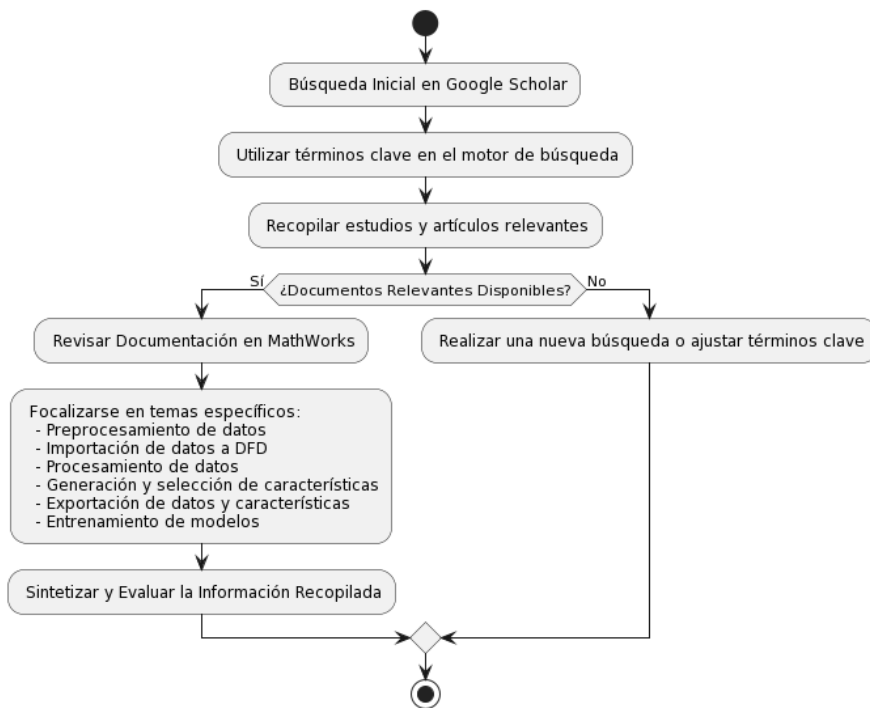 Búsqueda Inicial en Google Scholar
Utilizar términos clave en el motor de búsqueda
Recopilar estudios y artículos relevantes
¿Documentos Relevantes Disponibles?
Sí
No
Revisar Documentación en MathWorks
Realizar una nueva búsqueda o ajustar términos clave
Focalizarse en temas específicos:
- Preprocesamiento de datos
- Importación de datos a DFD
- Procesamiento de datos
- Generación y selección de características
- Exportación de datos y características
- Entrenamiento de modelos
Sintetizar y Evaluar la Información Recopilada